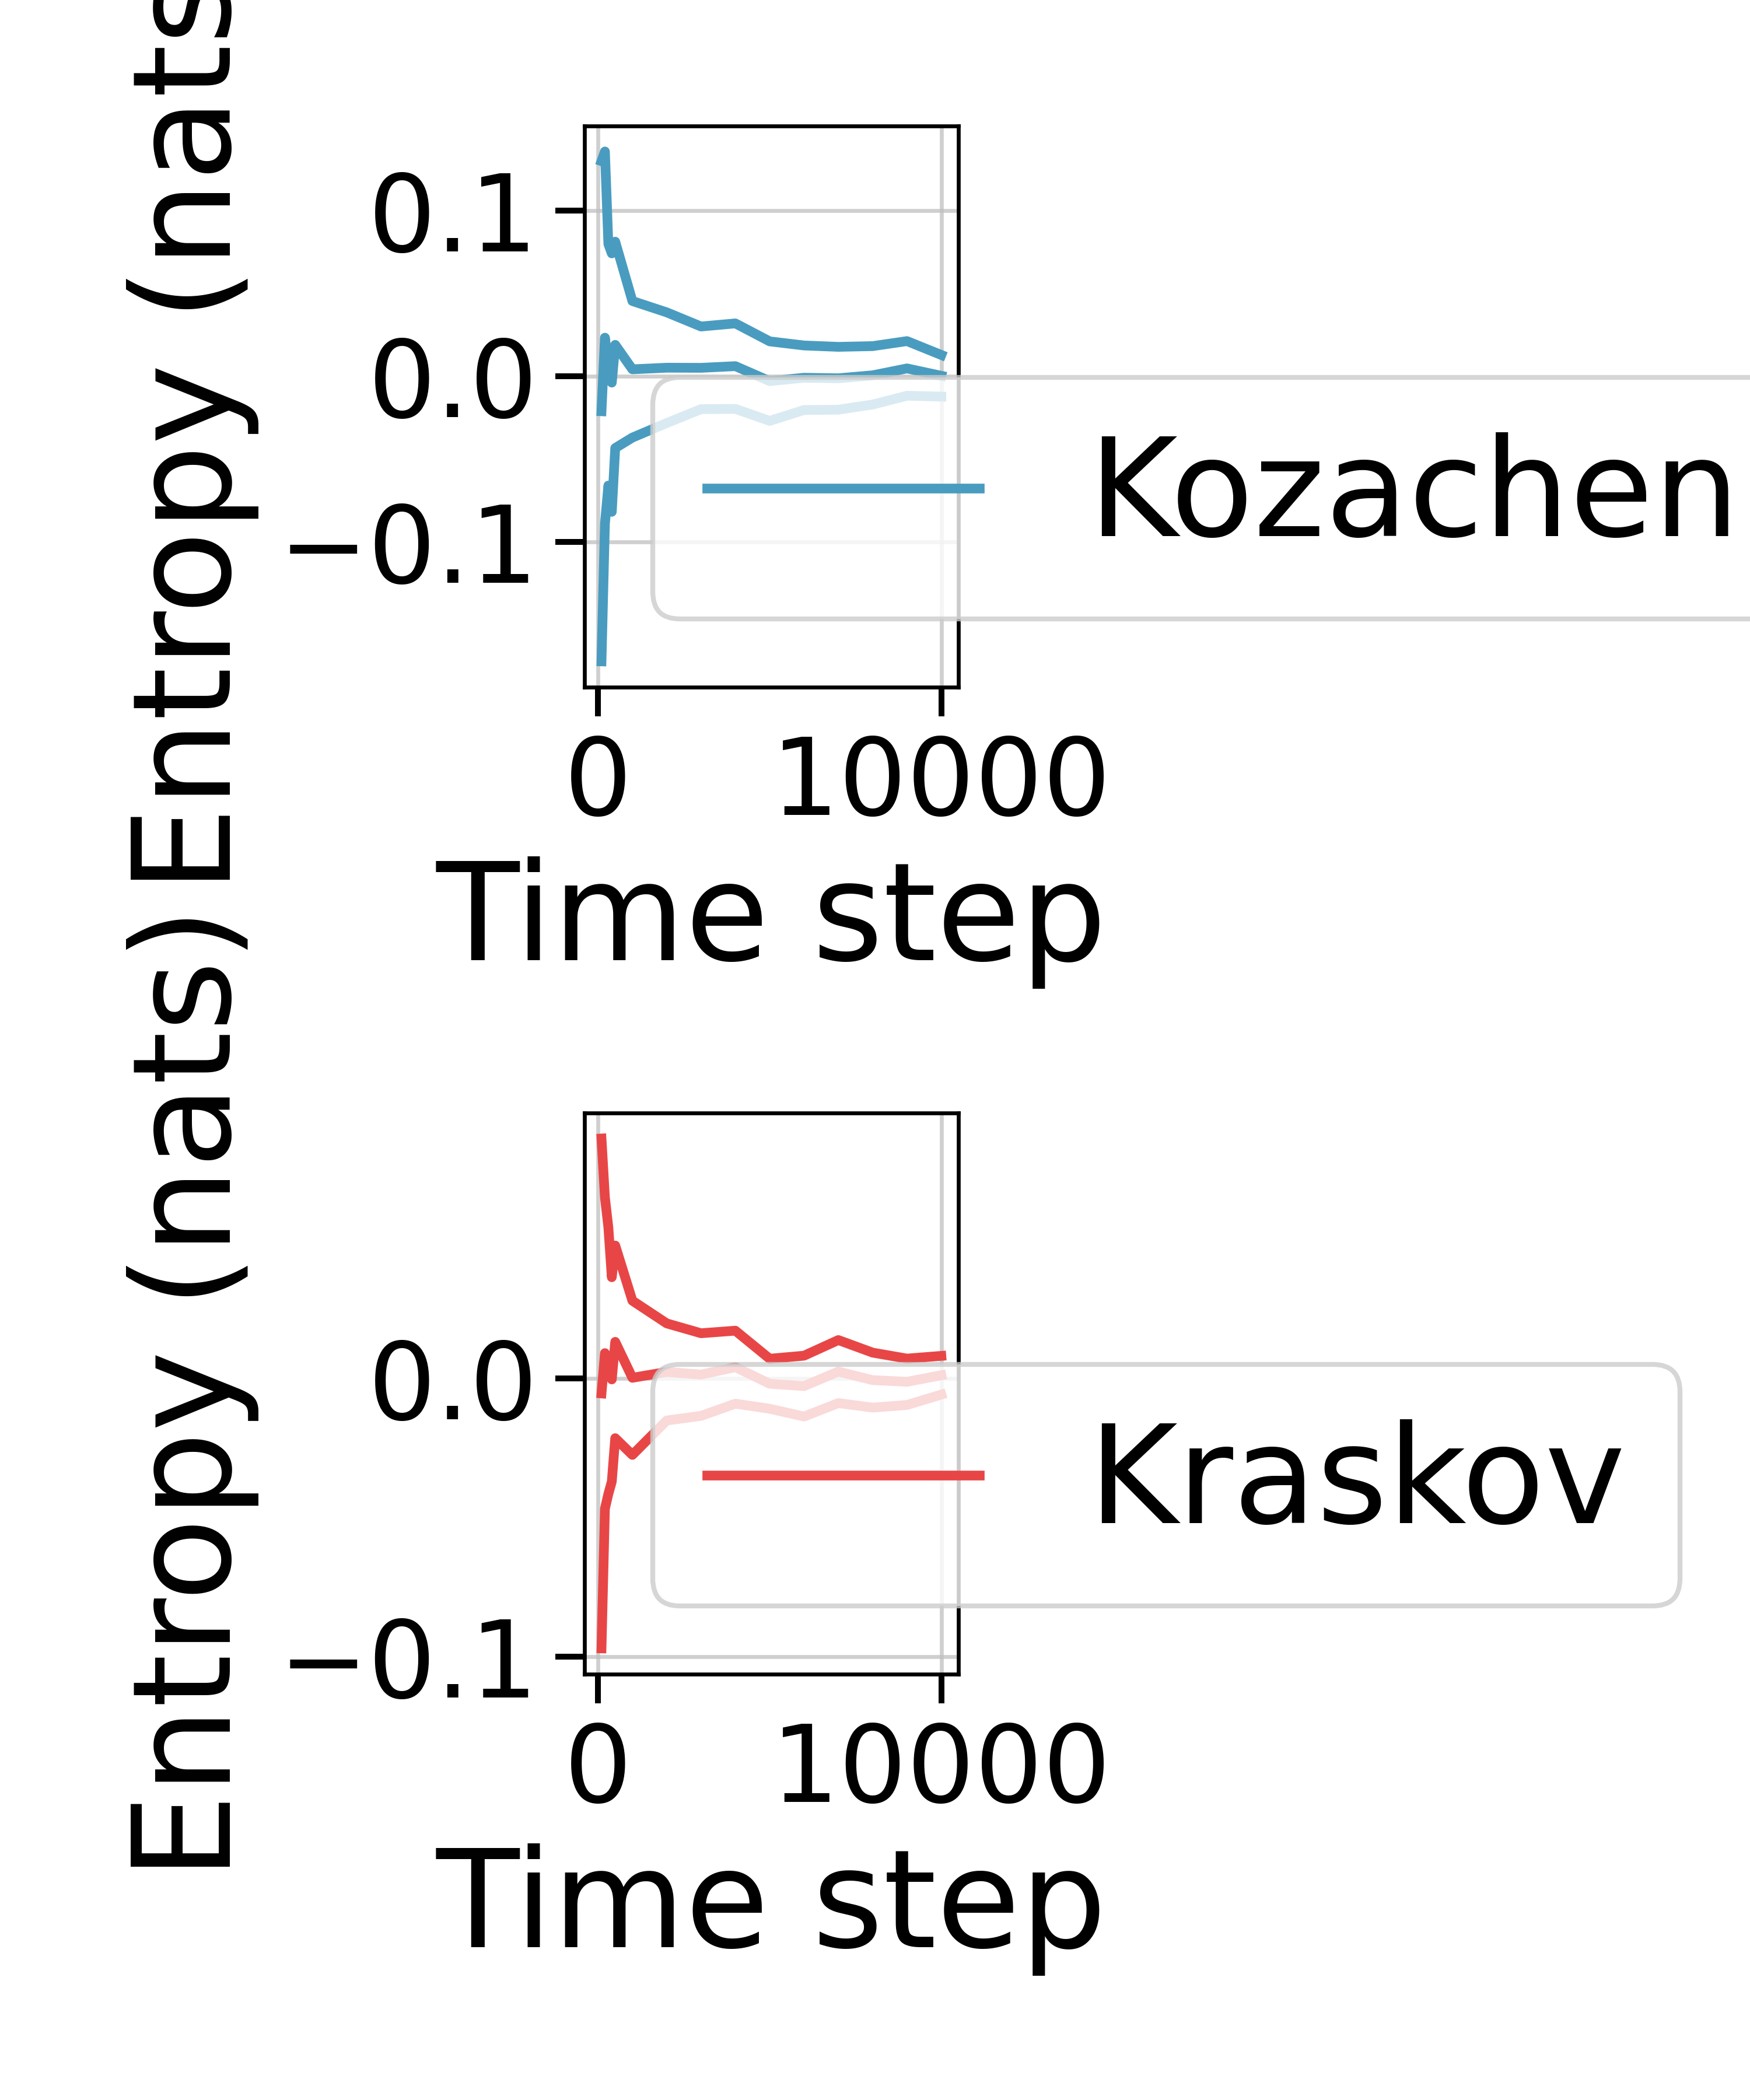 Entropy (nats
0.1
0.0
−0.1
Kozachen
0 10000
Time step
Entropy (nats)
0.0
−0.1
Kraskov
0 10000
Time step